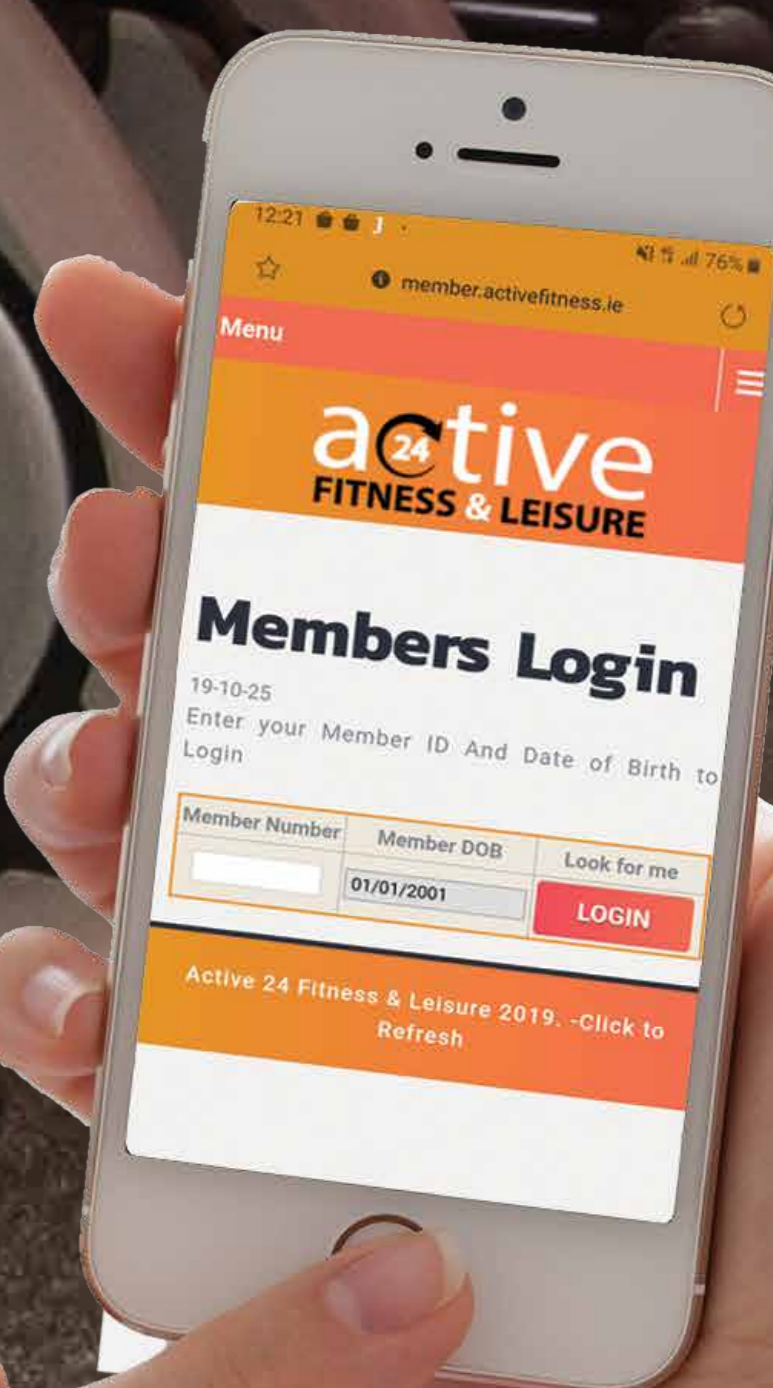 12:21
76%
member.activefitness.ie
Menu
active
24
FITNESS & LEISURE
Members Login
19-10-25
Enter your Member ID And Date of Birth to
Login
Member Number Member DOB Look for me
01/01/2001 LOGIN
Active 24 Fitness & Leisure 2019. -Click to
Refresh